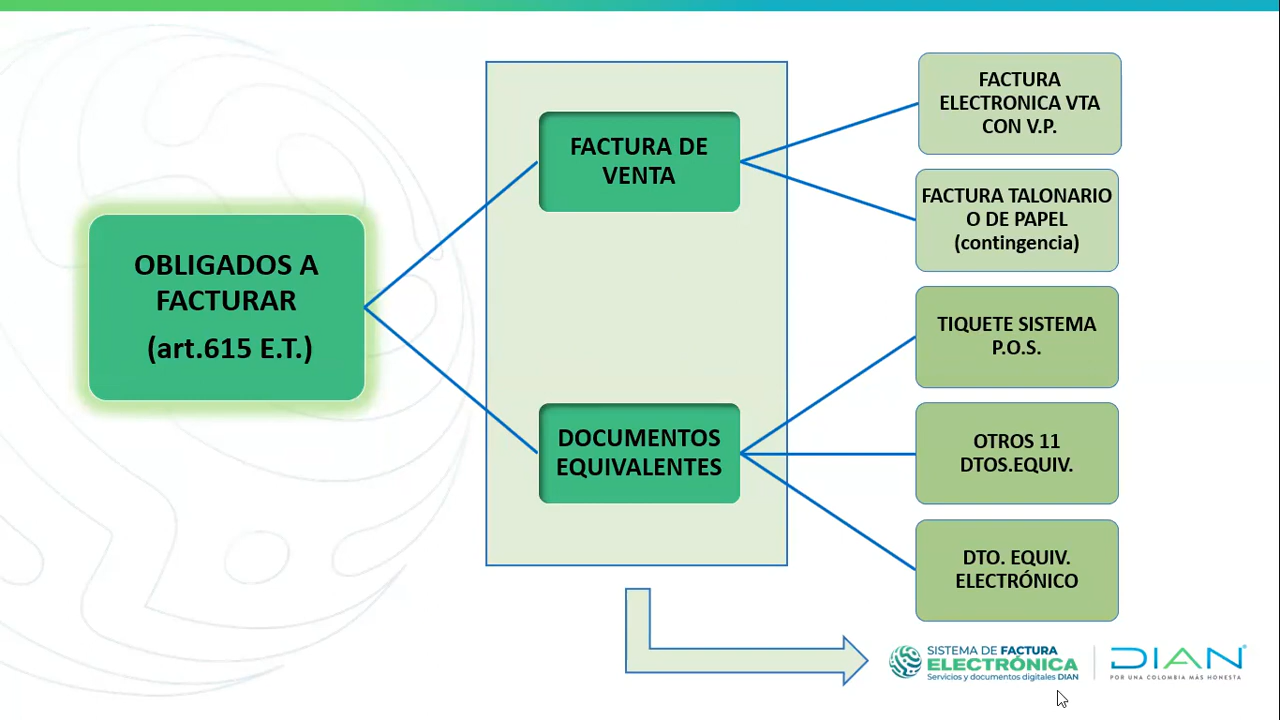 OBLIGADOS A
FACTURAR
(art.615 E.T.)
FACTURA DE
VENTA
DOCUMENTOS
EQUIVALENTES
FACTURA
ELECTRONICA VTA
CON V.P.
FACTURA TALONARIO
O DE PAPEL
(contingencia)
TIQUETE SISTEMA
P.O.S.
OTROS 11
DTOS.EQUIV.
DTO. EQUIV.
ELECTRÓNICO
SISTEMA DE FACTURA
ELECTRÓNICA
Servicios y documentos digitales DIAN
DIAN
POR UNA COLOMBIA MÁS HONESTA